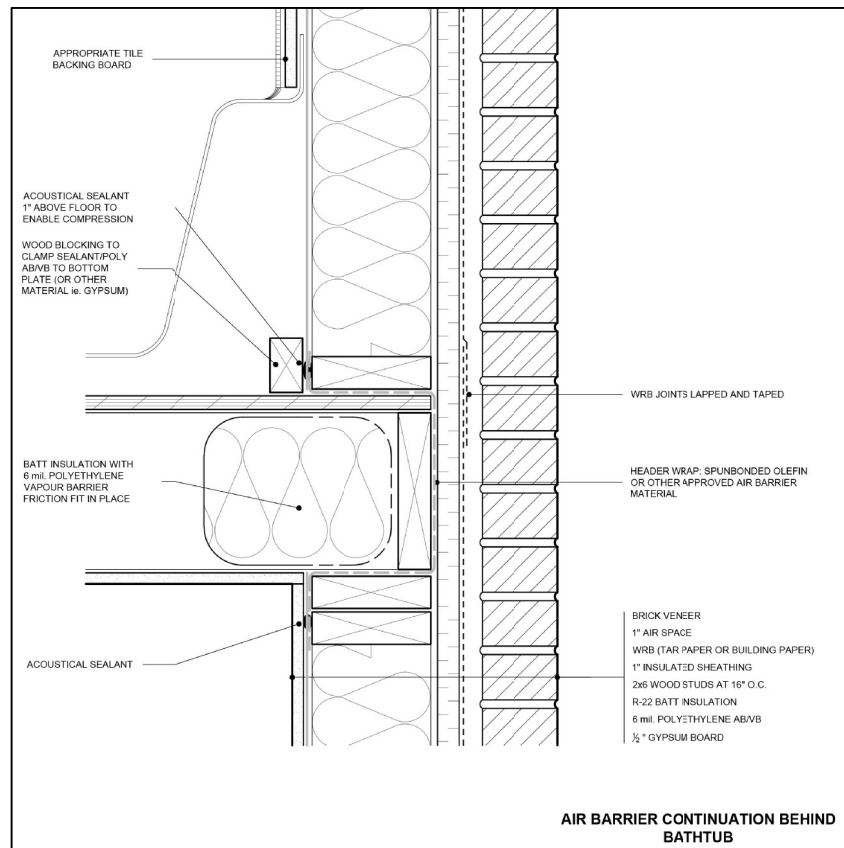 APPROPRIATE TILE
BACKING BOARD
ACOUSTICAL SEALANT
1" ABOVE FLOOR TO
ENABLE COMPRESSION
WOOD BLOCKING TO
CLAMP SEALANT/POLY
AB/VB TO BOTTOM
PLATE (OR OTHER
MATERIAL ie. GYPSUM)
WRB JOINTS LAPPED AND TAPED
BATT INSULATION WITH
6 mil. POLYETHYLENE
VAPOUR BARRIER
FRICTION FIT IN PLACE
HEADER WRAP: SPUNBONDED OLEFIN
OR OTHER APPROVED AIR BARRIER
MATERIAL
ACOUSTICAL SEALANT
BRICK VENEER
1" AIR SPACE
WRB (TAR PAPER OR BUILDING PAPER)
1" INSULATED SHEATHING
2x6 WOOD STUDS AT 16" O.C.
R-22 BATT INSULATION
6 mil. POLYETHYLENE AB/VB
½ " GYPSUM BOARD
AIR BARRIER CONTINUATION BEHIND
BATHTUB